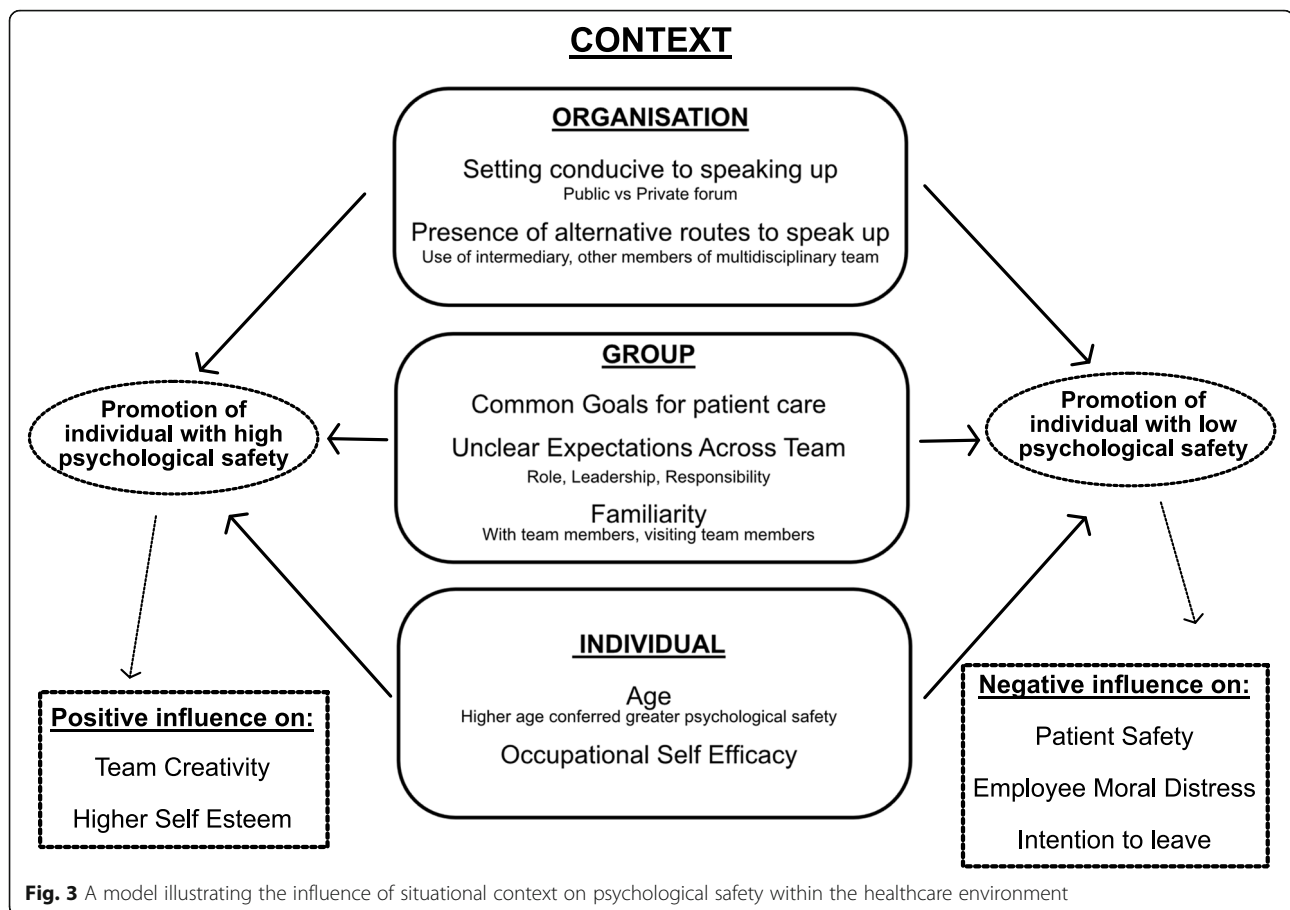 CONTEXT
ORGANISATION
Setting conducive to speaking up
Public vs Private forum
Presence of alternative routes to speak up
Use of intermediary, other members of multidisciplinary team
GROUP
Common Goals for patient care
Unclear Expectations Across Team
Role, Leadership, Responsibility
Familiarity
With team members, visiting team members
Promotion of
individual with high
psychological safety
Promotion of
individual with low
psychological safety
INDIVIDUAL
Age
Higher age conferred greater psychological safety
Occupational Self Efficacy
Positive influence on:
Team Creativity
Higher Self Esteem
Negative influence on:
Patient Safety
Employee Moral Distress
Intention to leave
Fig. 3 A model illustrating the influence of situational context on psychological safety within the healthcare environment